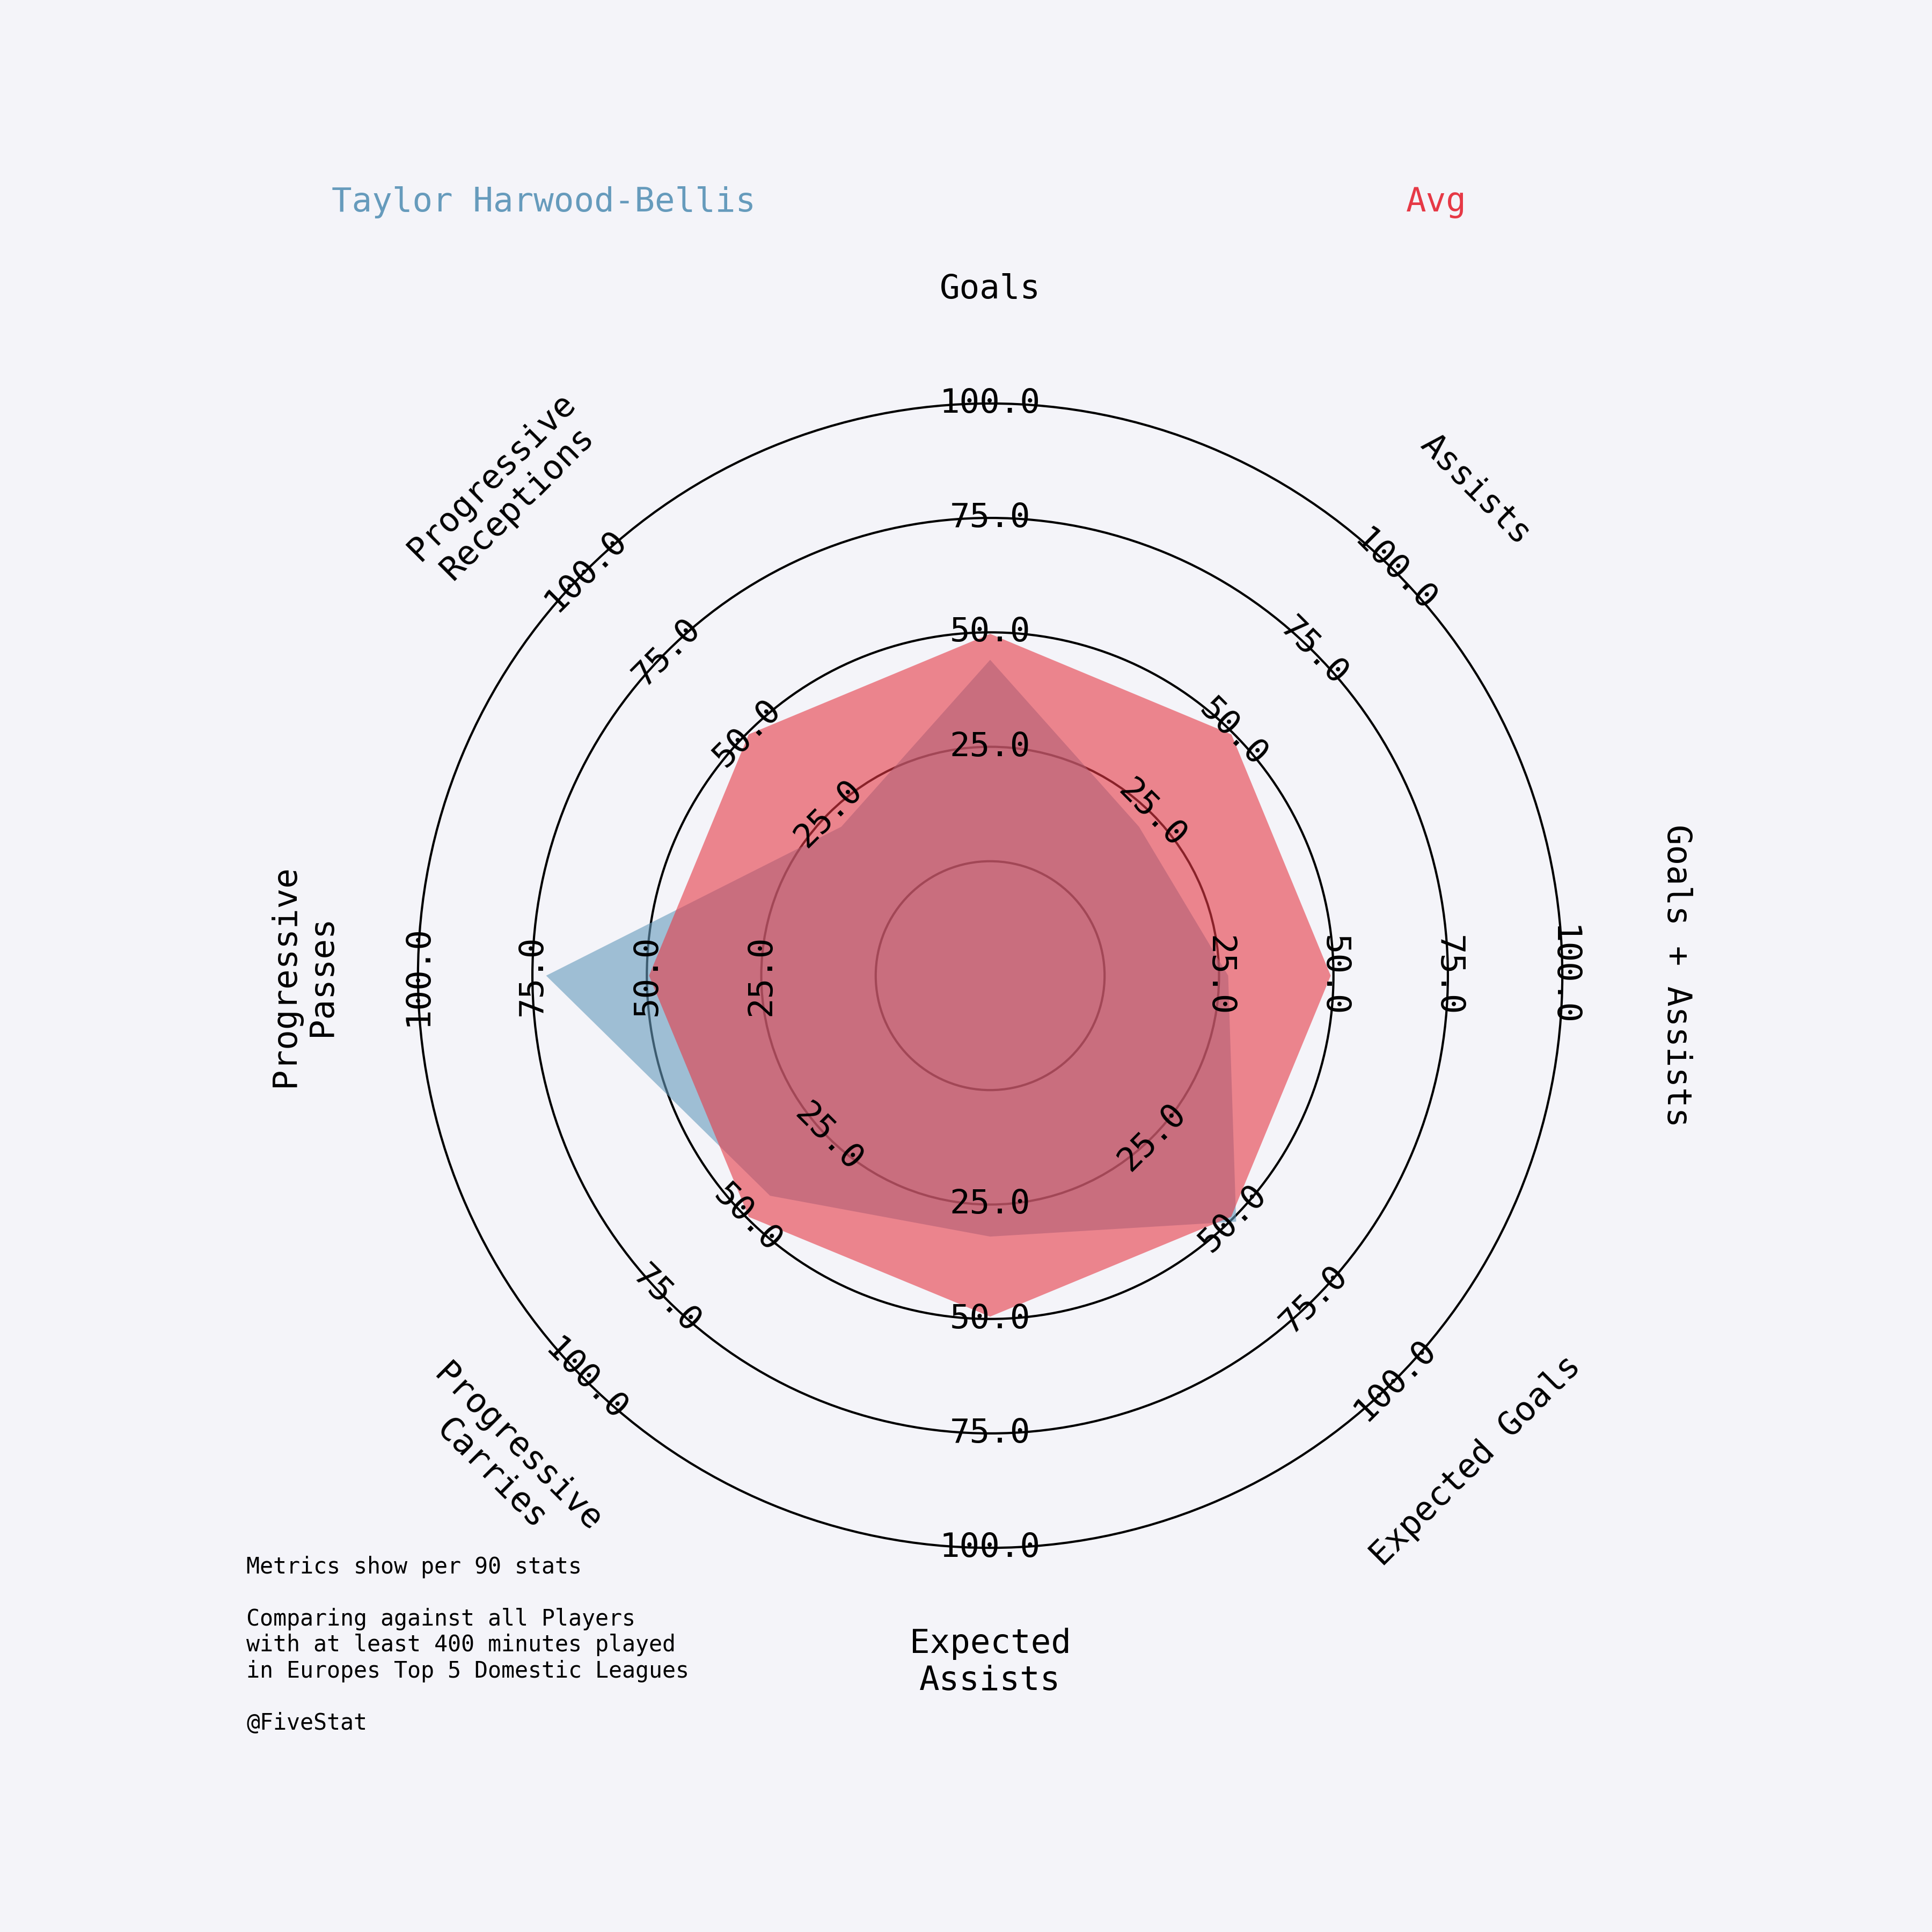 Taylor Harwood-Bellis
Avg
Goals
Assists
Goals + Assists
Expected Goals
Expected
Assists
Progressive
Carries
Progressive
Passes
Progressive
Receptions
25.0
50.0
75.0
100.0
25.0
50.0
75.0
100.0
25.0
50.0
75.0
100.0
25.0
50.0
75.0
100.0
25.0
50.0
75.0
100.0
25.0
50.0
75.0
100.0
25.0
50.0
75.0
100.0
25.0
50.0
75.0
100.0
Metrics show per 90 stats
Comparing against all Players
with at least 400 minutes played
in Europes Top 5 Domestic Leagues
@FiveStat